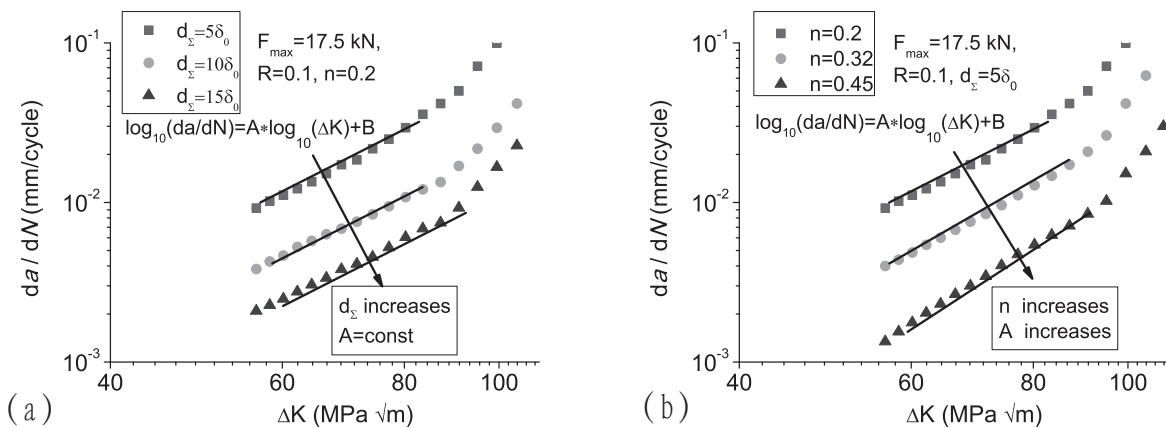 d_Σ=5δ_0
d_Σ=10δ_0
d_Σ=15δ_0
F_max=17.5 kN,
R=0.1, n=0.2
log_10(da/dN)=A*log_10(ΔK)+B
d_Σ increases
A=const
10^-1
10^-2
10^-3
da / dN (mm/cycle)
40
60
80
100
ΔK (MPa √m)
(a)
n=0.2
n=0.32
n=0.45
F_max=17.5 kN,
R=0.1, d_Σ=5δ_0
log_10(da/dN)=A*log_10(ΔK)+B
n increases
A increases
10^-1
10^-2
10^-3
da / dN (mm/cycle)
40
60
80
100
ΔK (MPa √m)
(b)